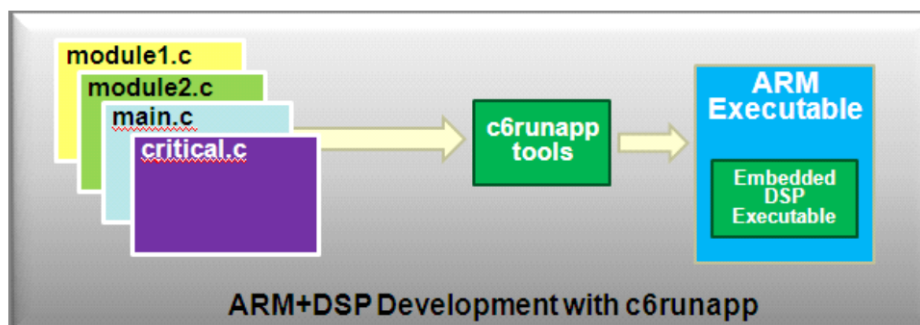 module1.c
module2.c
main.c
critical.c
c6runapp
tools
ARM
Executable
Embedded
DSP
Executable
ARM+DSP Development with c6runapp